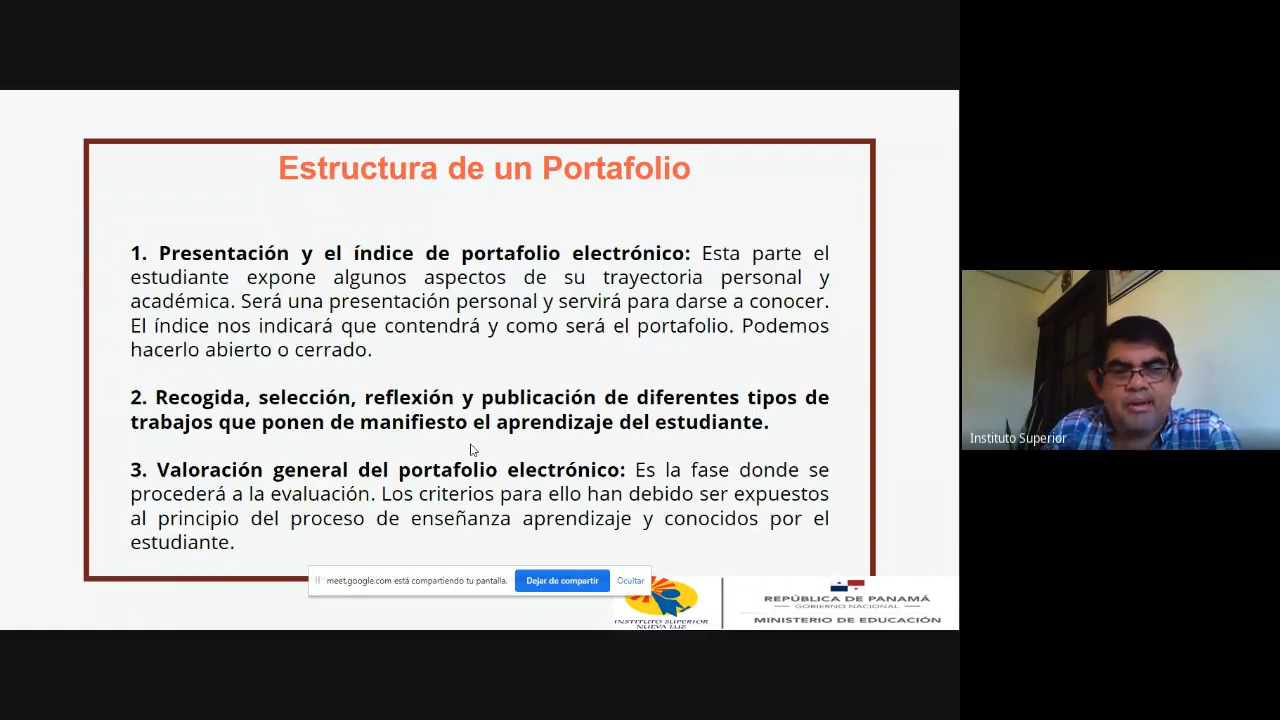 Estructura de un Portafolio
1. Presentación y el índice de portafolio electrónico: Esta parte el
estudiante expone algunos aspectos de su trayectoria personal y
académica. Será una presentación personal y servirá para darse a conocer.
El índice nos indicará que contendrá y como será el portafolio. Podemos
hacerlo abierto o cerrado.
2. Recogida, selección, reflexión y publicación de diferentes tipos de
trabajos que ponen de manifiesto el aprendizaje del estudiante.
3. Valoración general del portafolio electrónico: Es la fase donde se
procederá a la evaluación. Los criterios para ello han debido ser expuestos
al principio del proceso de enseñanza aprendizaje y conocidos por el
estudiante.
meet.google.com está compartiendo tu pantalla.
Dejar de compartir
Ocultar
INSTITUTO SUPERIOR
NUEVA LUZ
REPÚBLICA DE PANAMÁ
GOBIERNO NACIONAL
MINISTERIO DE EDUCACIÓN
Instituto Superior